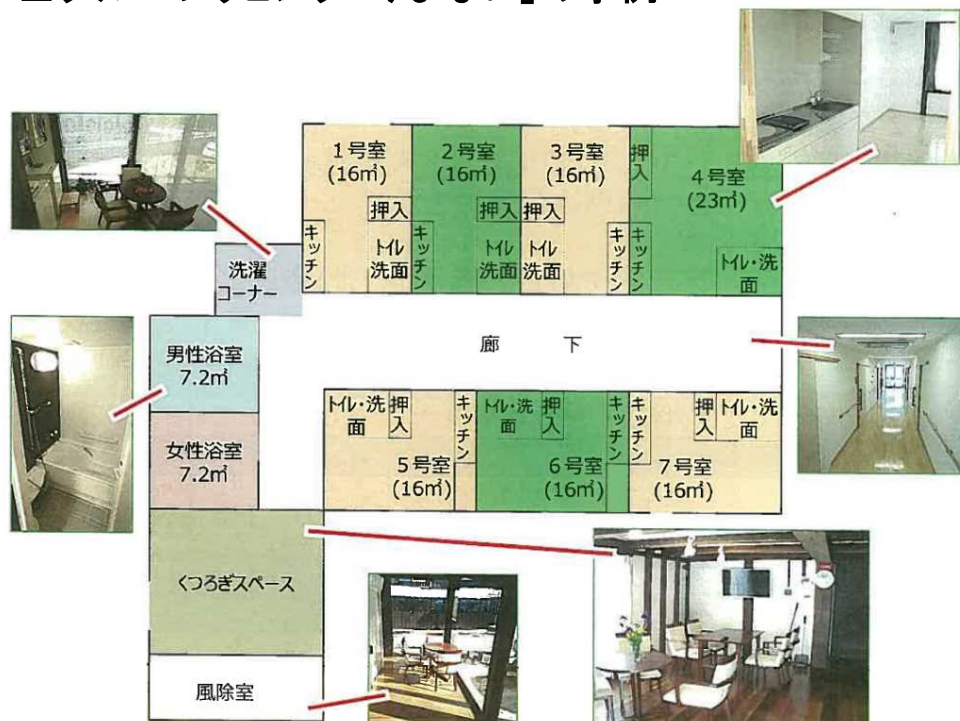 の事例
1号室
(16㎡)
2号室
(16㎡)
3号室
(16㎡)
押入
4号室
(23㎡)
押入
押入
押入
キッチン
トイレ
洗面
キッチン
トイレ
洗面
トイレ
洗面
キッチン
キッチン
トイレ・洗面
洗濯
コーナー
廊下
男性浴室
7.2㎡
女性浴室
7.2㎡
トイレ・洗面
押入
キッチン
5号室
(16㎡)
トイレ・洗面
押入
キッチン
6号室
(16㎡)
キッチン
押入
トイレ・洗面
7号室
(16㎡)
くつろぎスペース
風除室